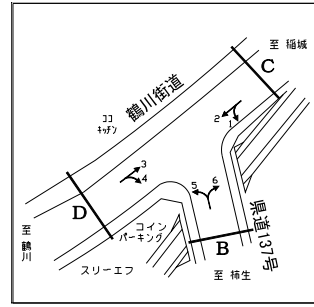 至 稲城
C
鶴川街道
ココ
キッチン
2
1
3
4
5
6
D
県道137号
コイン
パーキング
B
至 鶴川
スリーエフ
至 柿生